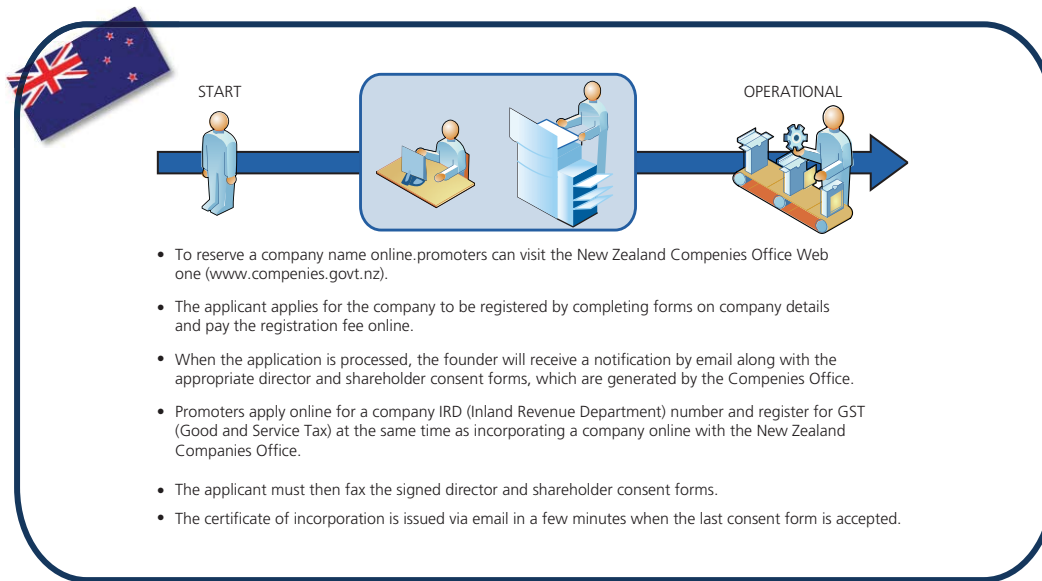 START
OPERATIONAL
• To reserve a company name online.promoters can visit the New Zealand Compenies Office Web
one (www.compenies.govt.nz).
• The applicant applies for the company to be registered by completing forms on company details
and pay the registration fee online.
• When the application is processed, the founder will receive a notification by email along with the
appropriate director and shareholder consent forms, which are generated by the Compenies Office.
• Promoters apply online for a company IRD (Inland Revenue Department) number and register for GST
(Good and Service Tax) at the same time as incorporating a company online with the New Zealand
Companies Office.
• The applicant must then fax the signed director and shareholder consent forms.
• The certificate of incorporation is issued via email in a few minutes when the last consent form is accepted.